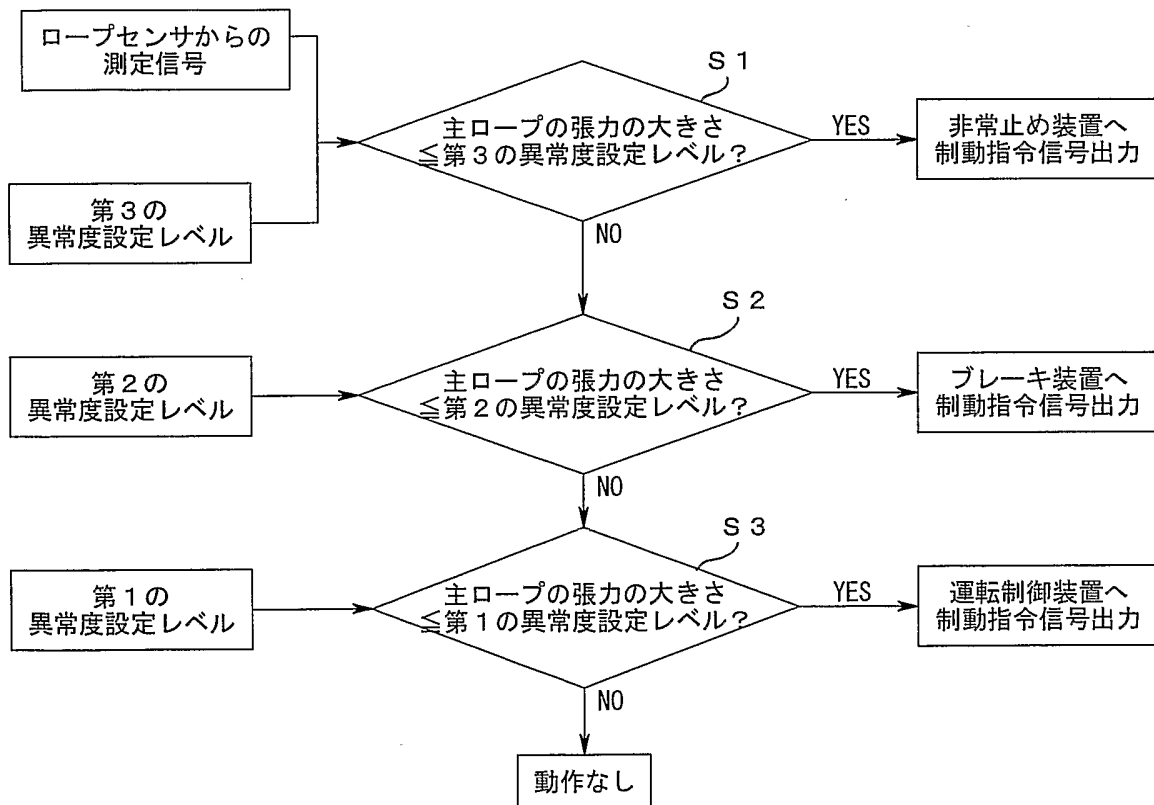 ロープセンサからの
測定信号
第３の
異常度設定レベル
Ｓ１
主ロープの張力の大きさ
≦第３の異常度設定レベル？
YES
非常止め装置へ
制動指令信号出力
NO
Ｓ２
第２の
異常度設定レベル
主ロープの張力の大きさ
≦第２の異常度設定レベル？
YES
ブレーキ装置へ
制動指令信号出力
NO
Ｓ３
第１の
異常度設定レベル
主ロープの張力の大きさ
≦第１の異常度設定レベル？
YES
運転制御装置へ
制動指令信号出力
NO
動作なし